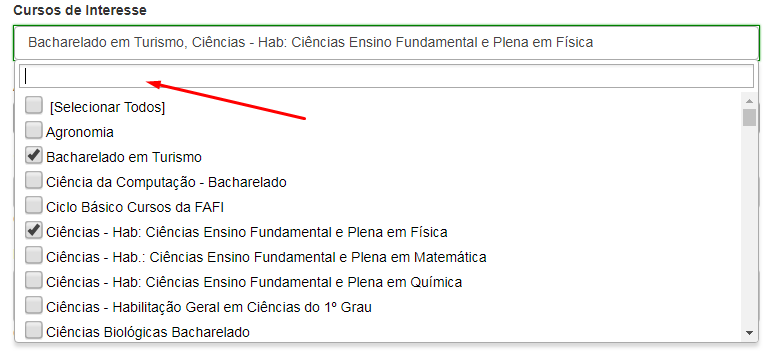 Cursos de Interesse
Bacharelado em Turismo, Ciências - Hab: Ciências Ensino Fundamental e Plena em Física
[Selecionar Todos]
Agronomia
Bacharelado em Turismo
Ciência da Computação - Bacharelado
Ciclo Básico Cursos da FAFI
Ciências - Hab: Ciências Ensino Fundamental e Plena em Física
Ciências - Hab.: Ciências Ensino Fundamental e Plena em Matemática
Ciências - Hab: Ciências Ensino Fundamental e Plena em Química
Ciências - Habilitação Geral em Ciências do 1º Grau
Ciências Biológicas Bacharelado